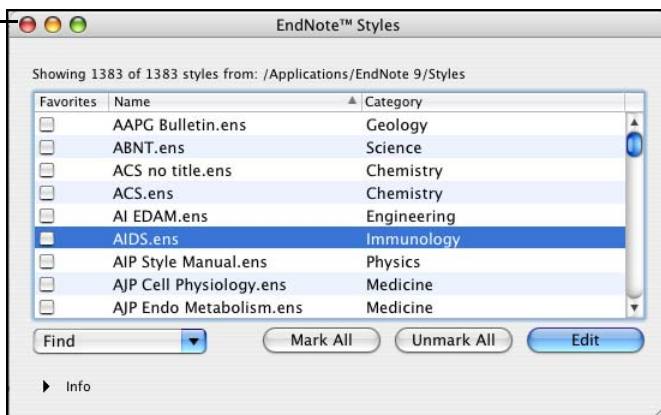 EndNote™ Styles
Showing 1383 of 1383 styles from: /Applications/EndNote 9/Styles
Favorites Name Category
AAPG Bulletin.ens Geology
ABNT.ens Science
ACS no title.ens Chemistry
ACS.ens Chemistry
AI EDAM.ens Engineering
AIDS.ens Immunology
AIP Style Manual.ens Physics
AJP Cell Physiology.ens Medicine
AJP Endo Metabolism.ens Medicine
Find Mark All Unmark All Edit
Info